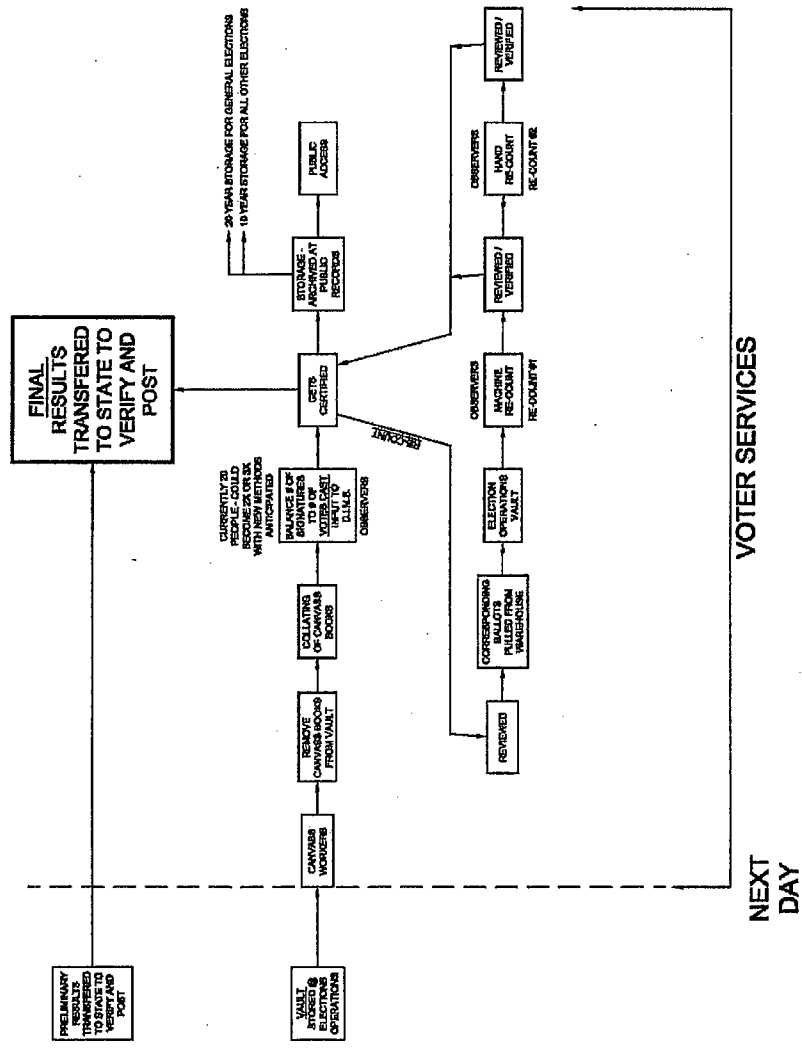 PRELIMINARY
RESULTS
TRANSFERED
TO STATE TO
VERIFY AND
POST
FINAL
RESULTS
TRANSFERED
TO STATE TO
VERIFY AND
POST
VAULT
STORED @
ELECTIONS
OPERATIONS
CANVASS
WORKERS
REMOVE
CANVASS BOOKS
FROM VAULT
COLLATING
OF CANVASS
BOOKS
CURRENTLY 20
PEOPLE - COULD
BECOME 2X OR 3X
WITH NEW METHODS
ANTICIPATED
BALANCE # OF
SIGNATURES
TO # OF
VOTES CAST
INPUT TO
D.I.M.S.
OBSERVERS
GETS
CERTIFIED
STORAGE -
ARCHIVED AT
PUBLIC
RECORDS
20 YEAR STORAGE FOR GENERAL ELECTIONS
10 YEAR STORAGE FOR ALL OTHER ELECTIONS
PUBLIC
ACCESS
RE-COUNT
REVIEWED
CORRESPONDING
BALLOTS
PULLED FROM
WAREHOUSE
ELECTION
OPERATIONS
VAULT
OBSERVERS
MACHINE
RE-COUNT
RE-COUNT #1
REVIEWED /
VERIFIED
OBSERVERS
HAND
RE-COUNT
RE-COUNT #2
REVIEWED /
VERIFIED
NEXT
DAY
VOTER SERVICES